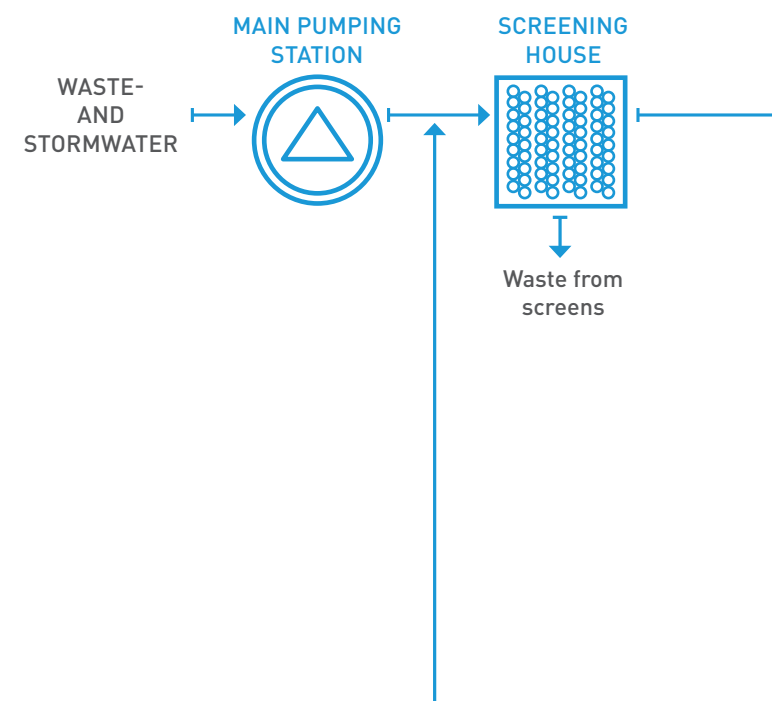 MAIN PUMPING
STATION
SCREENING
HOUSE
WASTE-
AND
STORMWATER
Waste from
screens